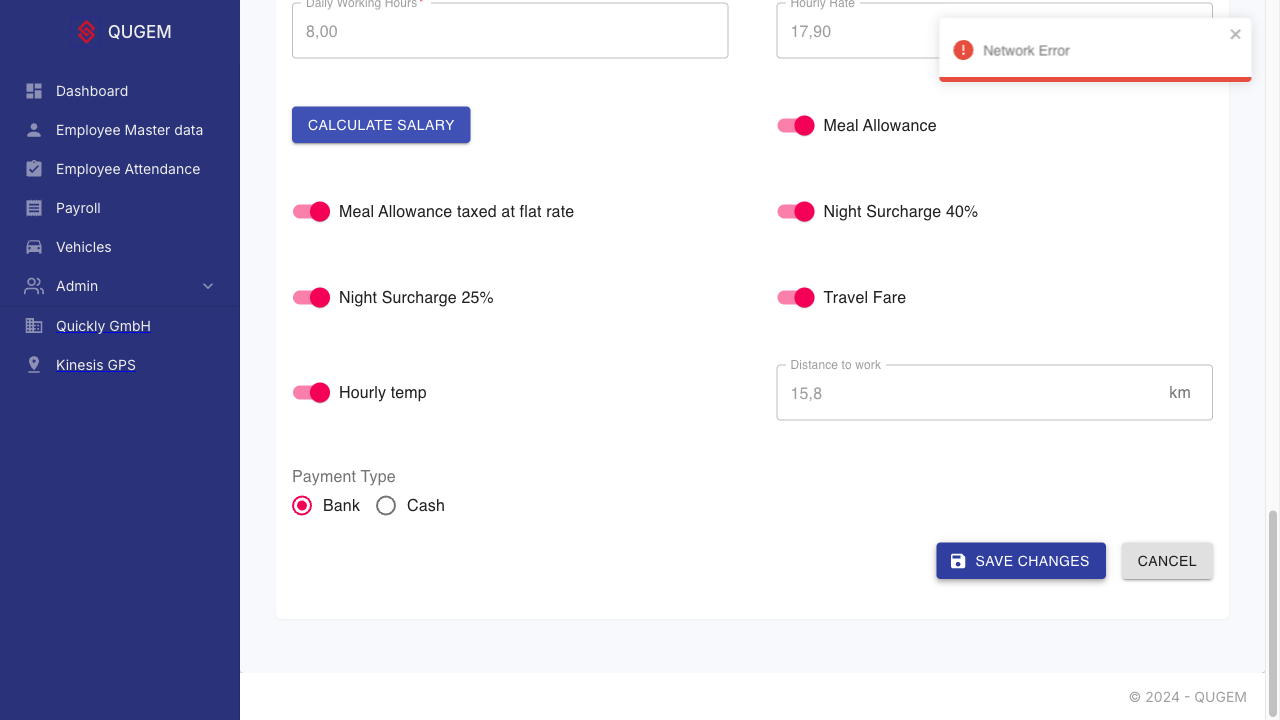 QUGEM
Dashboard
Employee Master data
Employee Attendance
Payroll
Vehicles
Admin
Quickly GmbH
Kinesis GPS
Daily Working Hours*
8,00
Hourly Rate
17,90
Network Error
CALCULATE SALARY
Meal Allowance
Meal Allowance taxed at flat rate
Night Surcharge 40%
Night Surcharge 25%
Travel Fare
Hourly temp
Distance to work
15,8 km
Payment Type
Bank Cash
SAVE CHANGES
CANCEL
© 2024 - QUGEM